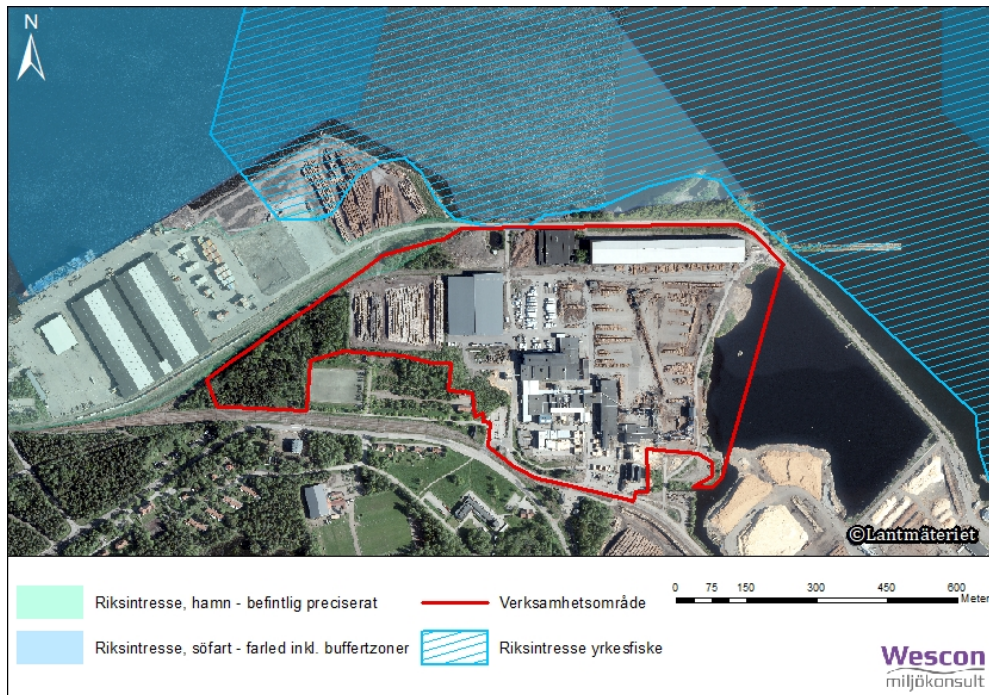 N
©Lantmäteriet
Riksintresse, hamn - befintlig preciserat
Verksamhetsområde
0 75 150 300 450 600
Meter
Riksintresse, söfart - farled inkl. buffertzoner
Riksintresse yrkesfiske
Wescon
miljökonsult